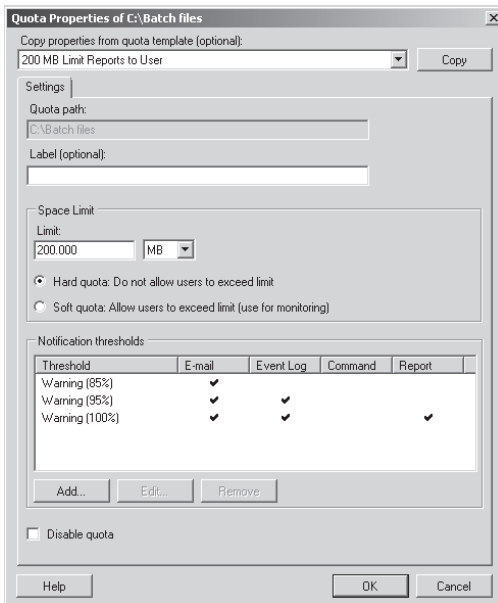 Quota Properties of C:\Batch files
Copy properties from quota template (optional):
200 MB Limit Reports to User
Copy
Settings
Quota path:
C:\Batch files
Label (optional):
Space Limit
Limit:
200.000 MB
Hard quota: Do not allow users to exceed limit
Soft quota: Allow users to exceed limit (use for monitoring)
Notification thresholds
Threshold E-mail Event Log Command Report
Warning (85%)
Warning (95%)
Warning (100%)
Add... Edit... Remove
Disable quota
Help OK Cancel